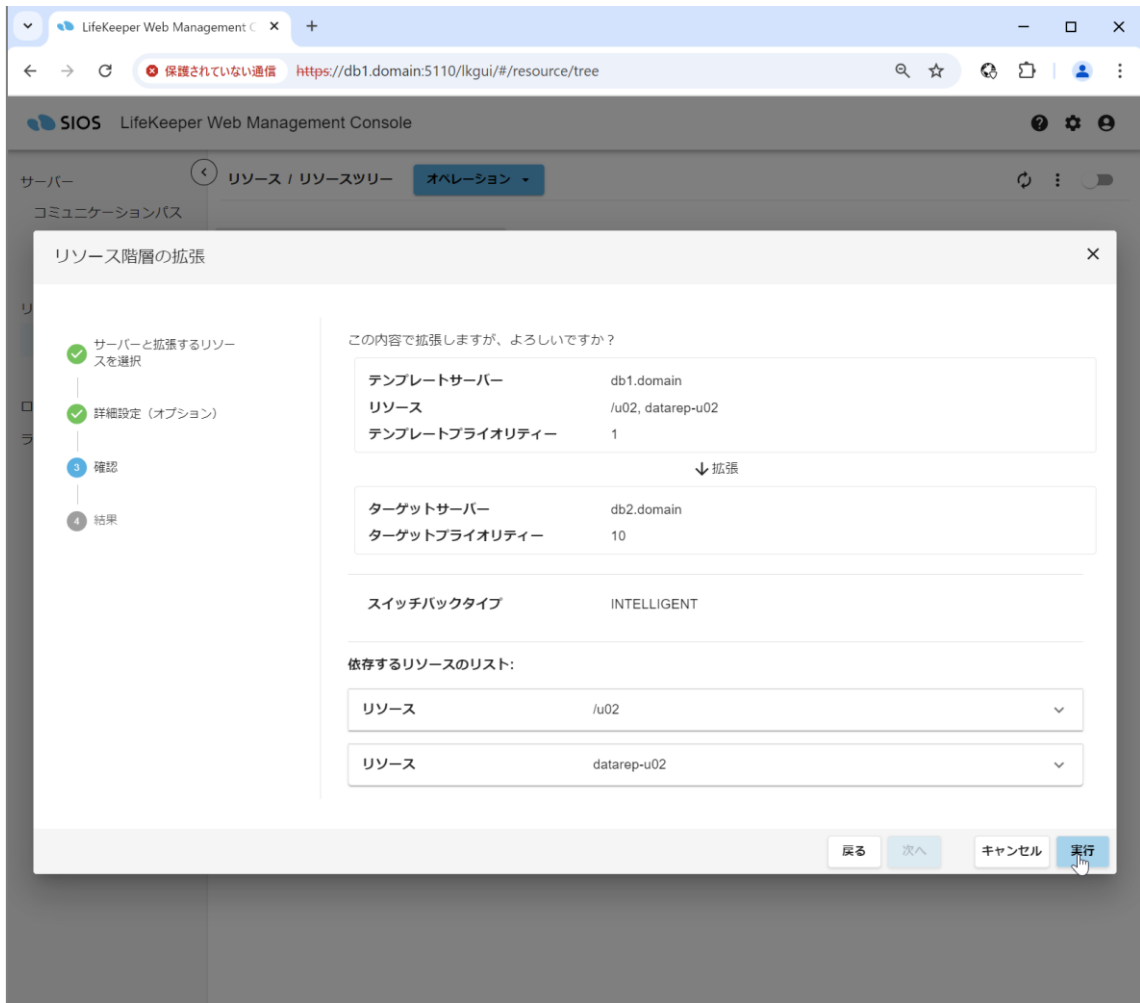 LifeKeeper Web Management C
保護されていない通信 https://db1.domain:5110/lkgui/#/resource/tree
SIOS LifeKeeper Web Management Console
サーバー
リソース / リソースツリー オペレーション
コミュニケーションパス
リソース階層の拡張
リ
サーバーと拡張するリソー
スを選択
この内容で拡張しますが、よろしいですか？
テンプレートサーバー db1.domain
ロ
詳細設定（オプション）
リソース /u02, datarep-u02
テンプレートプライオリティー 1
ラ
3 確認
拡張
4 結果
ターゲットサーバー db2.domain
ターゲットプライオリティー 10
スイッチバックタイプ INTELLIGENT
依存するリソースのリスト:
リソース /u02
リソース datarep-u02
戻る 次へ キャンセル 実行